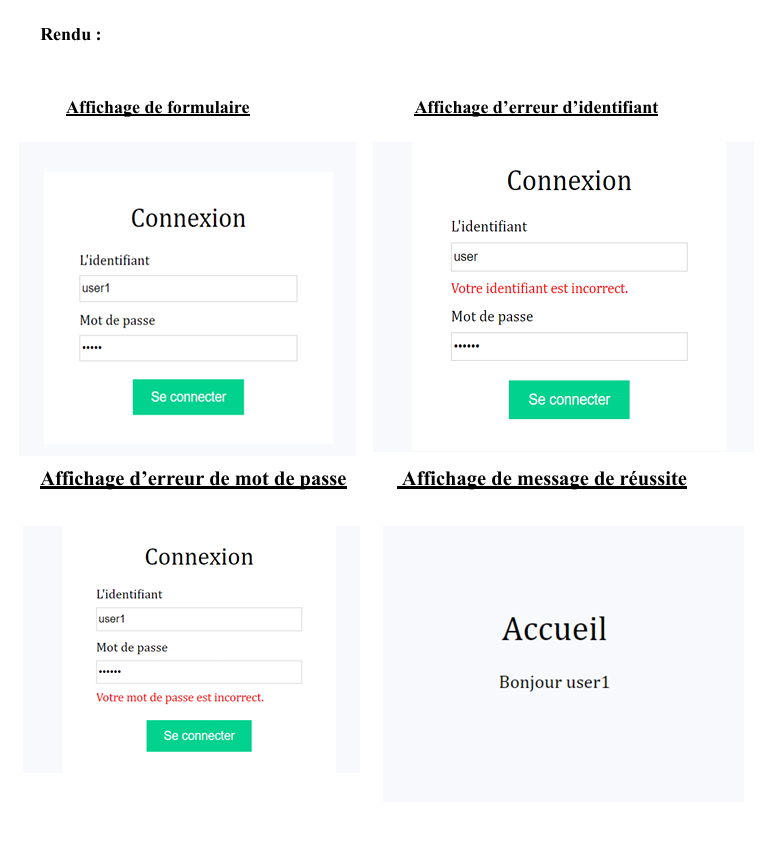 Rendu :
Affichage de formulaire
Affichage d’erreur d’identifiant
Connexion
L'identifiant
user1
Mot de passe
•••••
Se connecter
Connexion
L'identifiant
user
Votre identifiant est incorrect.
Mot de passe
••••••
Se connecter
Affichage d’erreur de mot de passe
Affichage de message de réussite
Connexion
L'identifiant
user1
Mot de passe
••••••
Votre mot de passe est incorrect.
Se connecter
Accueil
Bonjour user1